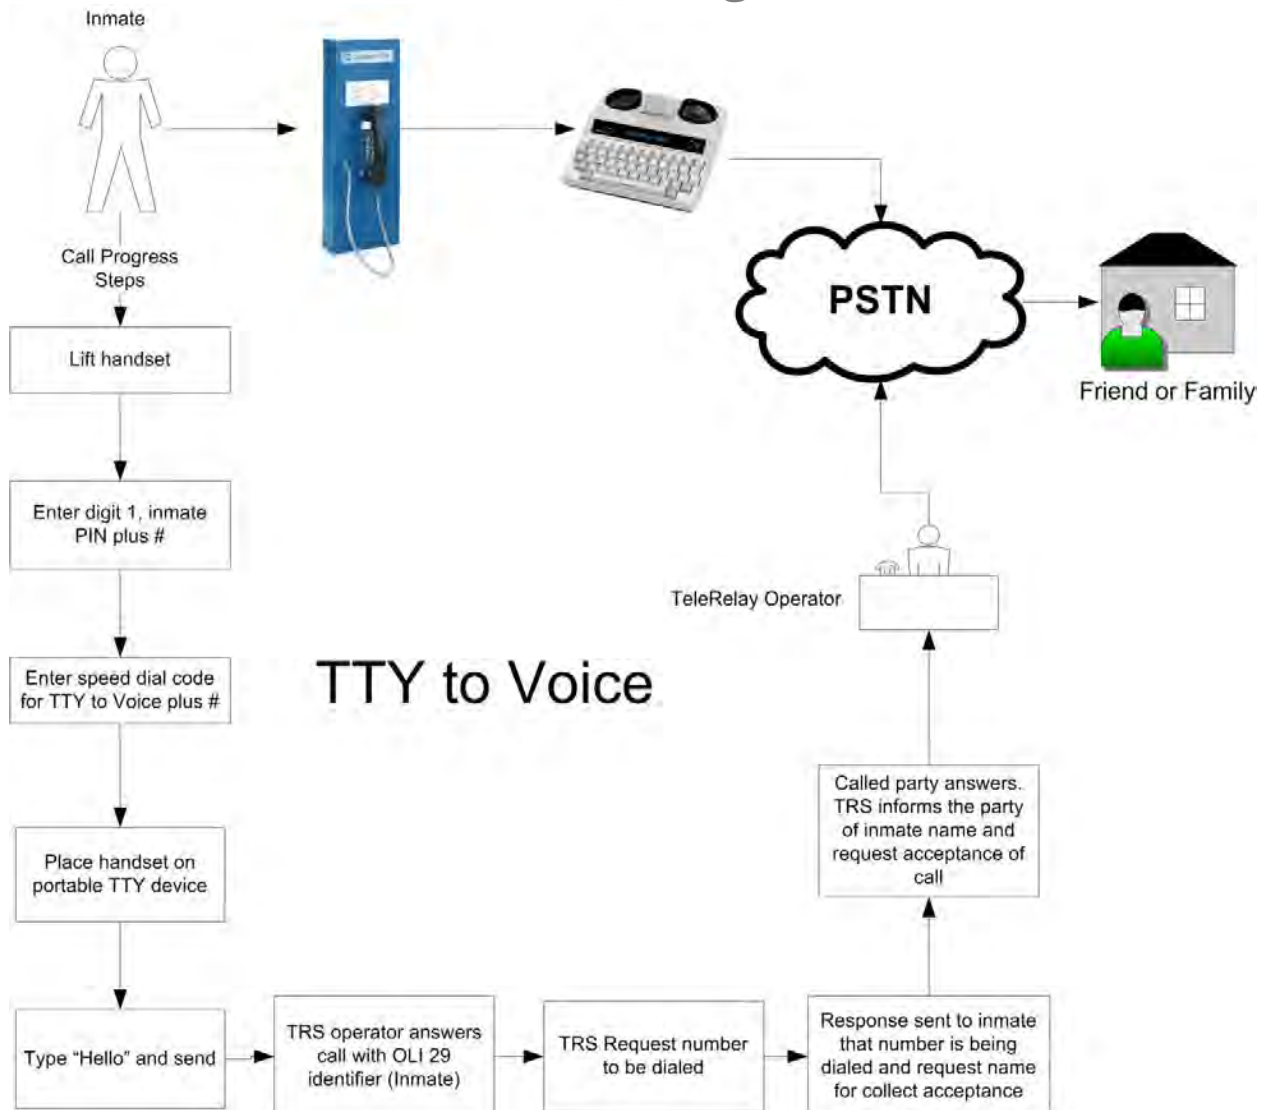 Inmate
PSTN
Friend or Family
Call Progress
Steps
Lift handset
Enter digit 1, inmate
PIN plus #
Enter speed dial code
for TTY to Voice plus #
Place handset on
portable TTY device
Type “Hello” and send
TRS operator answers
call with OLI 29
identifier (Inmate)
TRS Request number
to be dialed
Response sent to inmate
that number is being
dialed and request name
for collect acceptance
Called party answers.
TRS informs the party
of inmate name and
request acceptance of
call
TeleRelay Operator
TTY to Voice